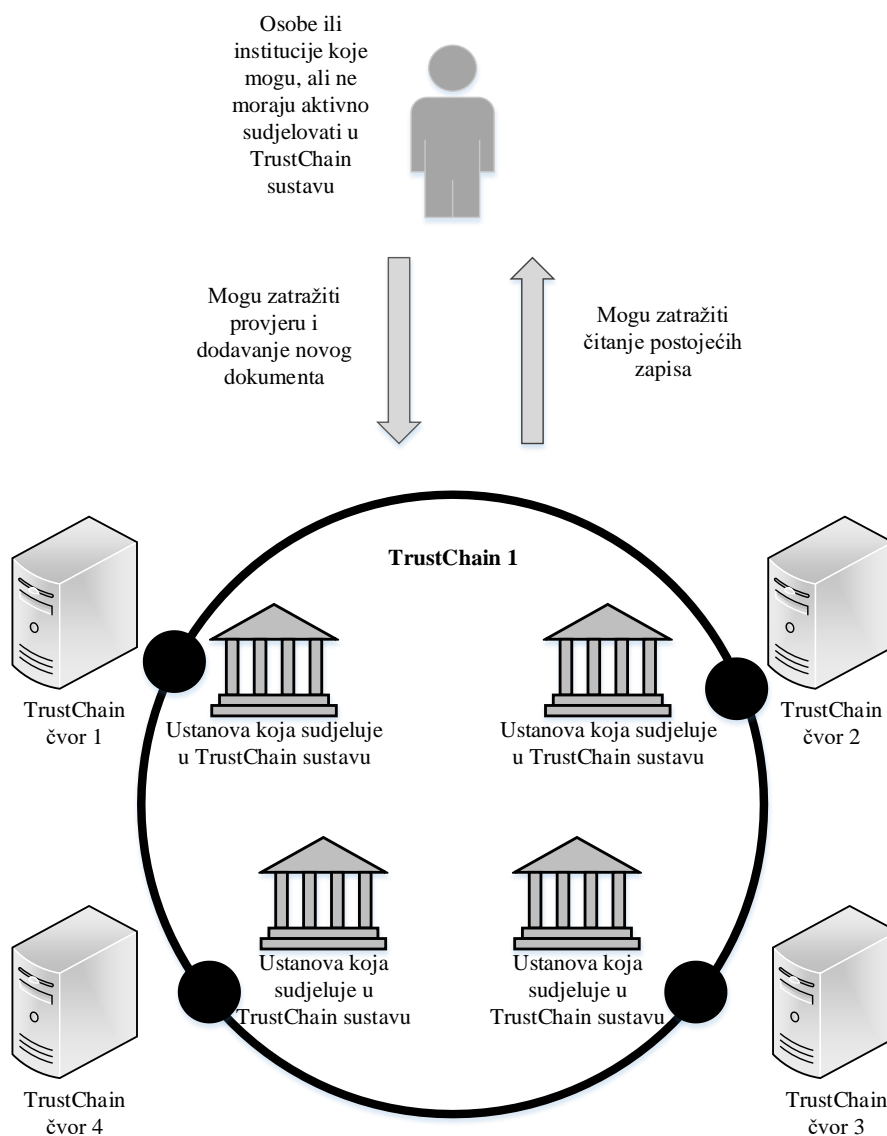 Osobe ili
institucije koje
mogu, ali ne
moraju aktivno
sudjelovati u
TrustChain
sustavu
Mogu zatražiti
provjeru i
dodavanje novog
dokumenta
Mogu zatražiti
čitanje postojećih
zapisa
TrustChain 1
TrustChain
čvor 1
Ustanova koja sudjeluje
u TrustChain sustavu
Ustanova koja sudjeluje
u TrustChain sustavu
TrustChain
čvor 2
Ustanova koja
sudjeluje u
TrustChain sustavu
Ustanova koja
sudjeluje u
TrustChain sustavu
TrustChain
čvor 4
TrustChain
čvor 3